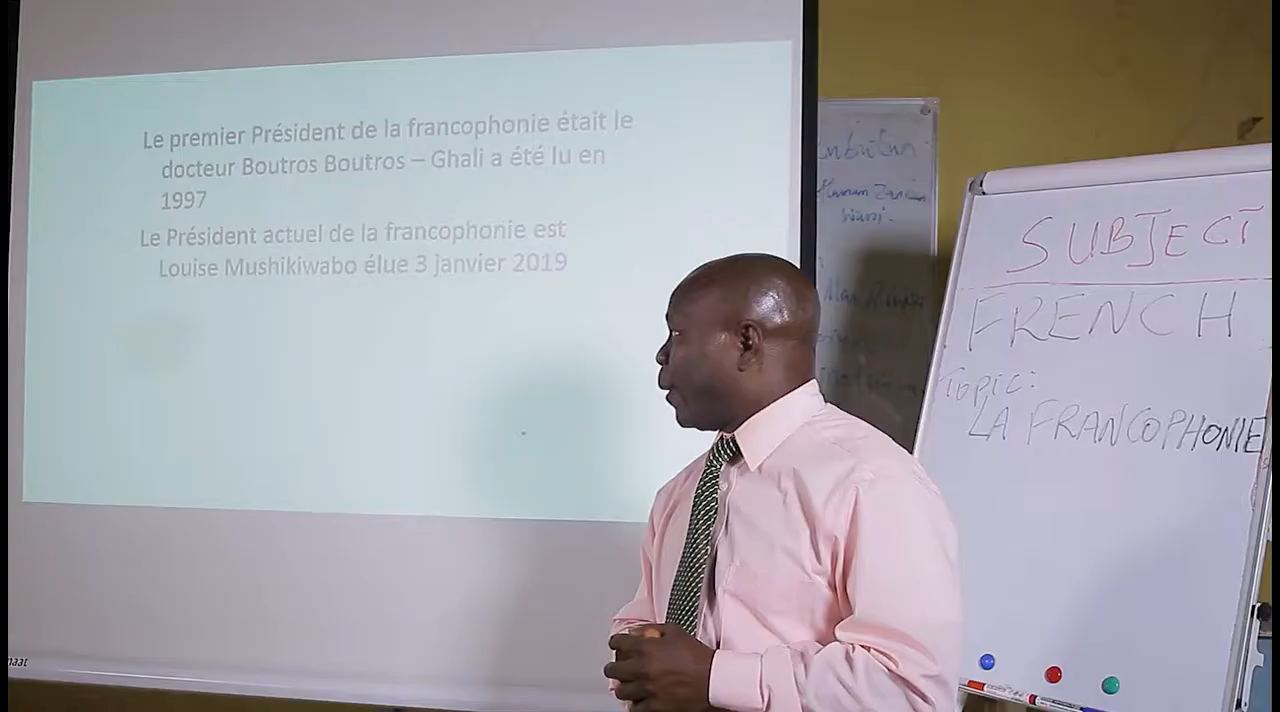 Le premier Président de la francophonie était le
docteur Boutros Boutros – Ghali a été lu en
1997
Le Président actuel de la francophonie est
Louise Mushikiwabo élue 3 janvier 2019
SUBJECT
FRENCH
TOPIC:
LA FRANCOPHONIE